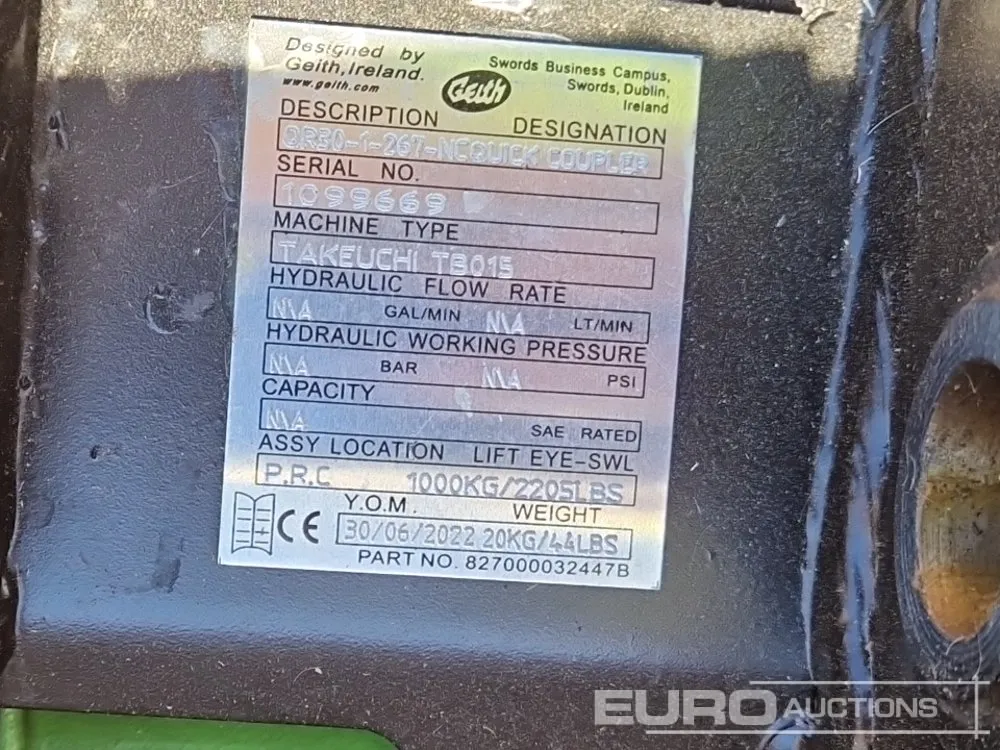 Designed by
Geith, Ireland.
www.geith.com
Geith
Swords Business Campus,
Swords, Dublin,
Ireland
DESCRIPTION DESIGNATION
QR30-1-267-NCQUICK COUPLER
SERIAL NO.
1099669
MACHINE TYPE
TAKEUCHI TB015
HYDRAULIC FLOW RATE
N\A GAL/MIN N\A LT/MIN
HYDRAULIC WORKING PRESSURE
N\A BAR N\A PSI
CAPACITY
N\A SAE RATED
ASSY LOCATION LIFT EYE-SWL
P.R.C 1000KG/2205LBS
Y.O.M. WEIGHT
CE 30/06/2022 20KG/44LBS
PART NO. 827000032447B
EURO AUCTIONS